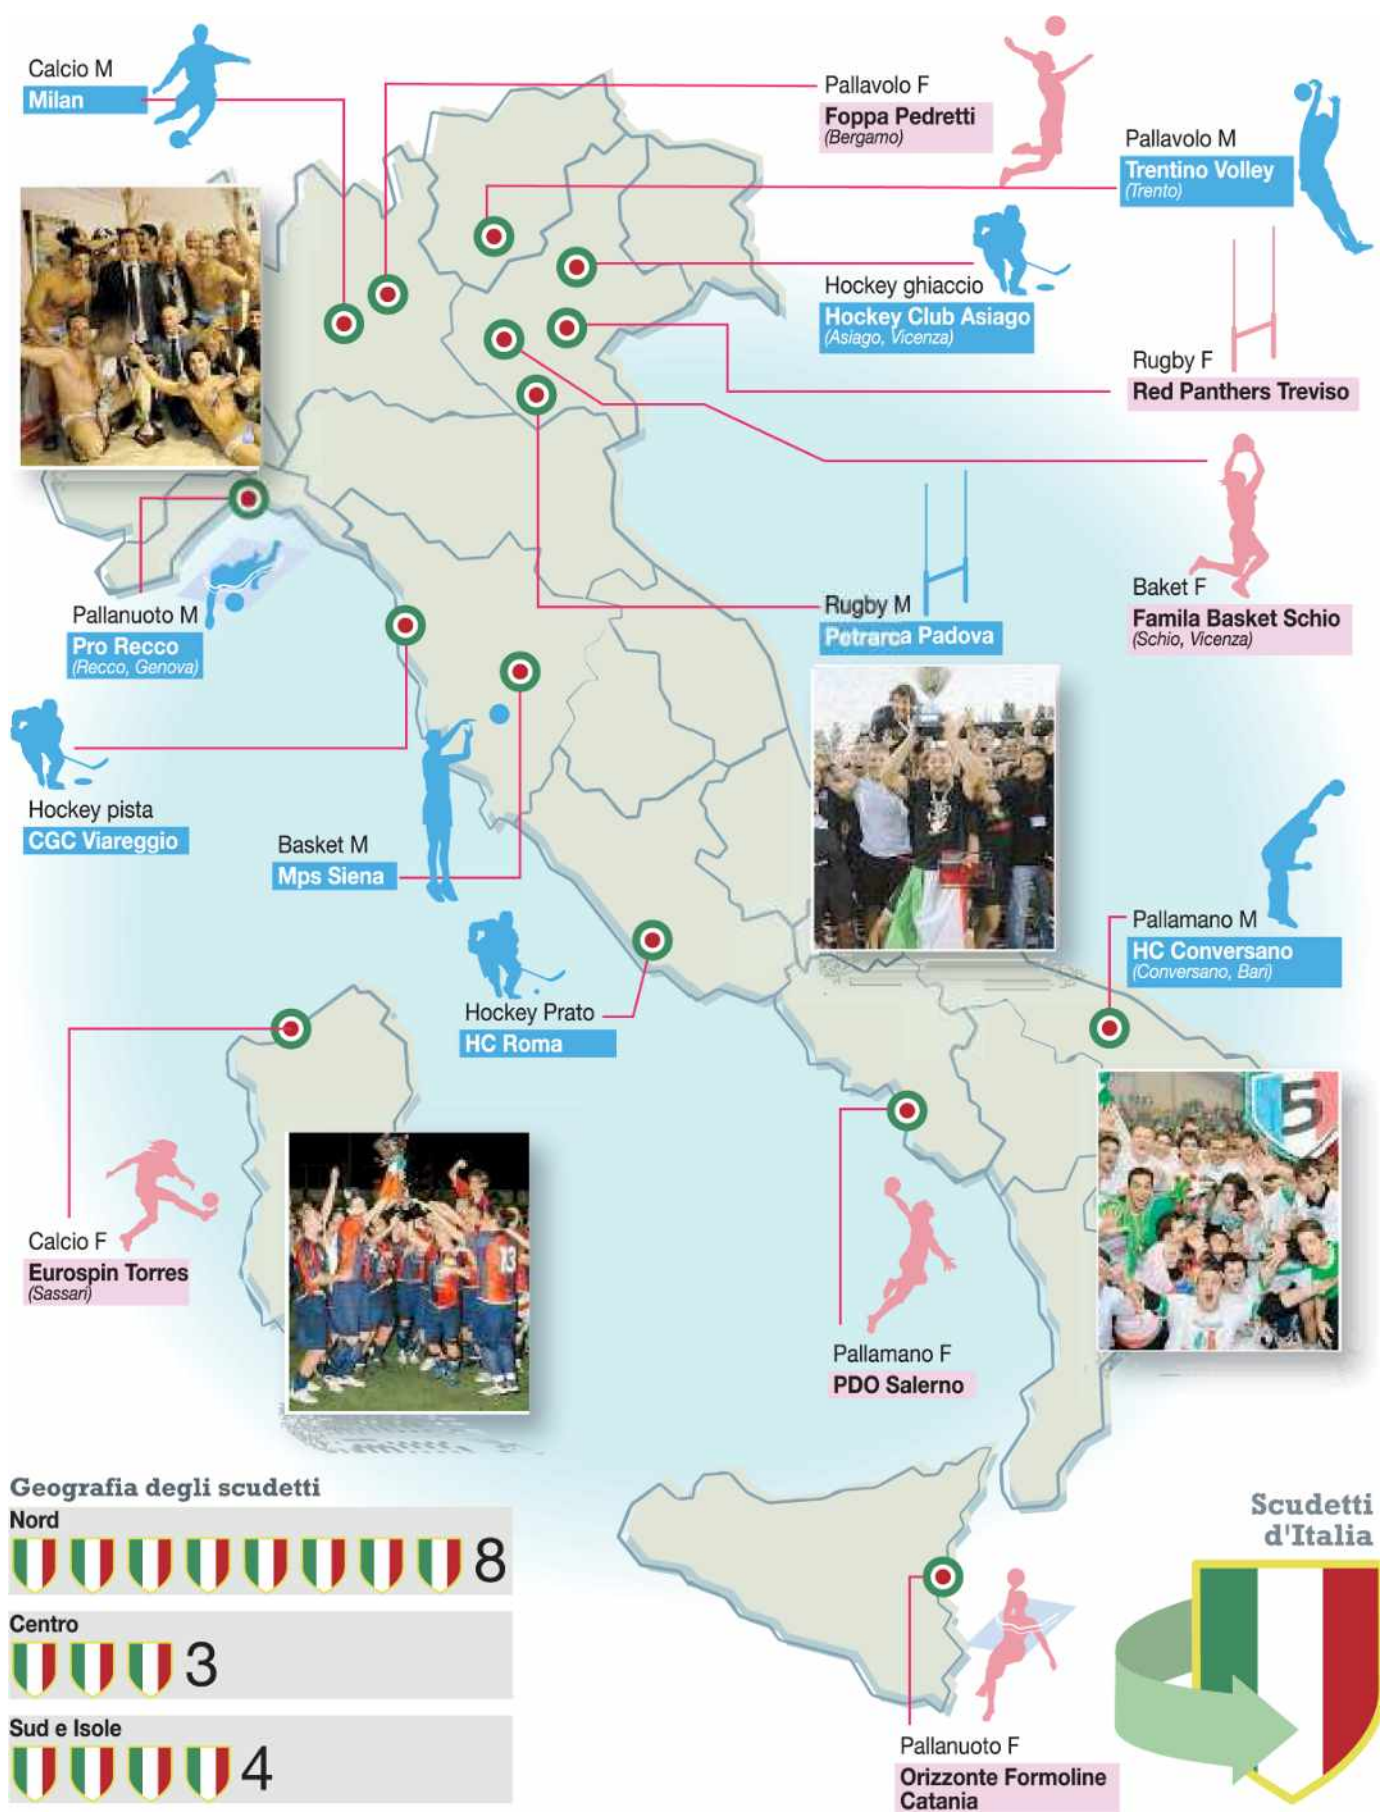 Calcio M
Milan
Pallavolo F
Foppa Pedretti
(Bergamo)
Pallavolo M
Trentino Volley
(Trento)
Hockey ghiaccio
Hockey Club Asiago
(Asiago, Vicenza)
Rugby F
Red Panthers Treviso
Baket F
Famila Basket Schio
(Schio, Vicenza)
Rugby M
Petrarca Padova
Pallanuoto M
Pro Recco
(Recco, Genova)
Hockey pista
CGC Viareggio
Basket M
Mps Siena
Hockey Prato
HC Roma
Pallamano M
HC Conversano
(Conversano, Bari)
5
Calcio F
Eurospin Torres
(Sassari)
13
Pallamano F
PDO Salerno
Pallanuoto F
Orizzonte Formoline
Catania
Geografia degli scudetti
Nord
8
Centro
3
Sud e Isole
4
Scudetti
d'Italia